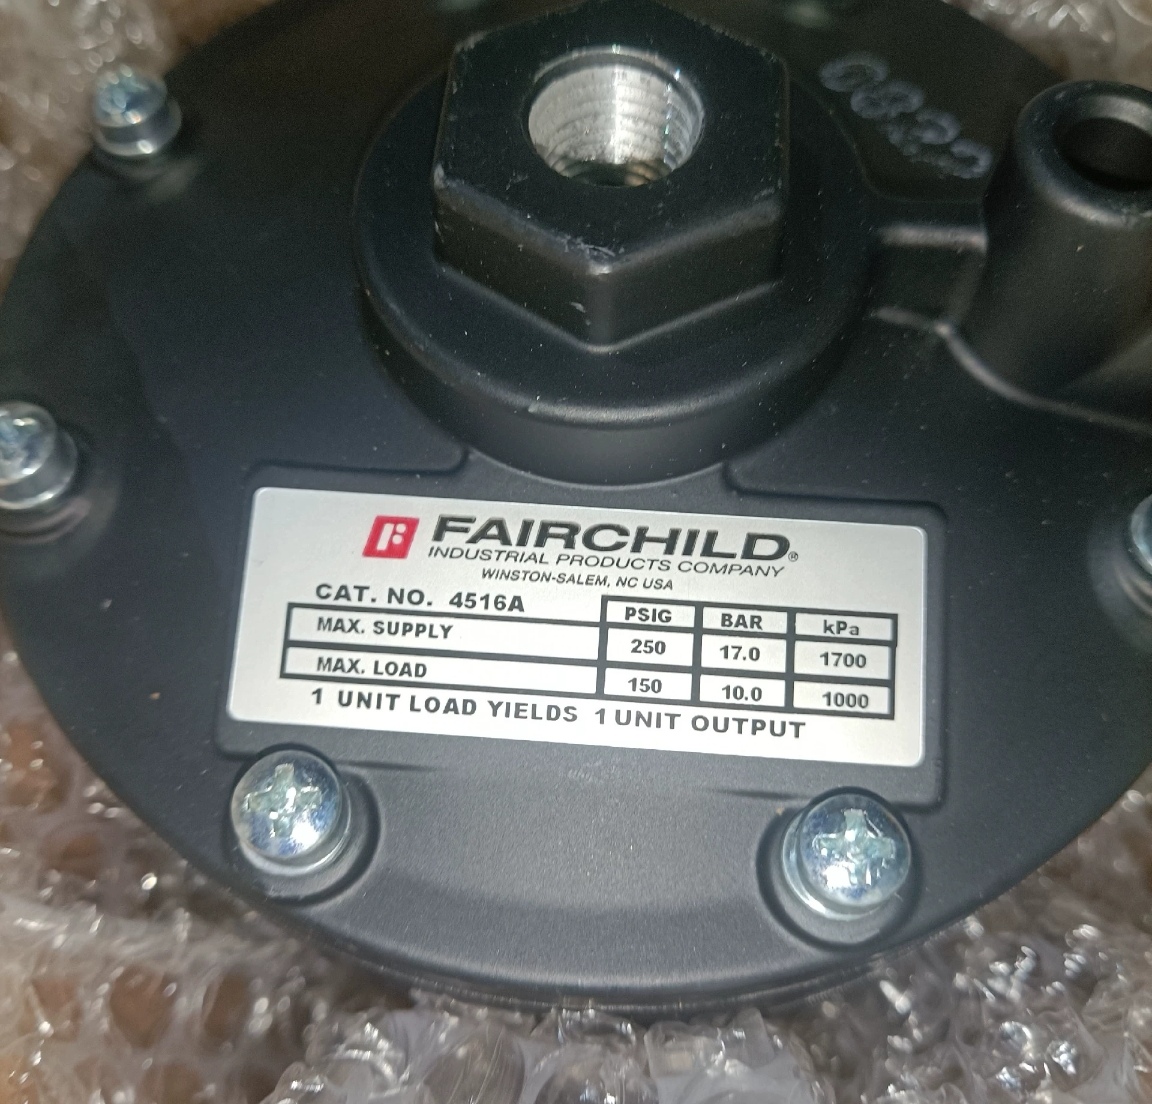 FAIRCHILD®
INDUSTRIAL PRODUCTS COMPANY
WINSTON-SALEM, NC USA
CAT. NO. 4516A
PSIG BAR kPa
MAX. SUPPLY 250 17.0 1700
MAX. LOAD 150 10.0 1000
1 UNIT LOAD YIELDS 1 UNIT OUTPUT